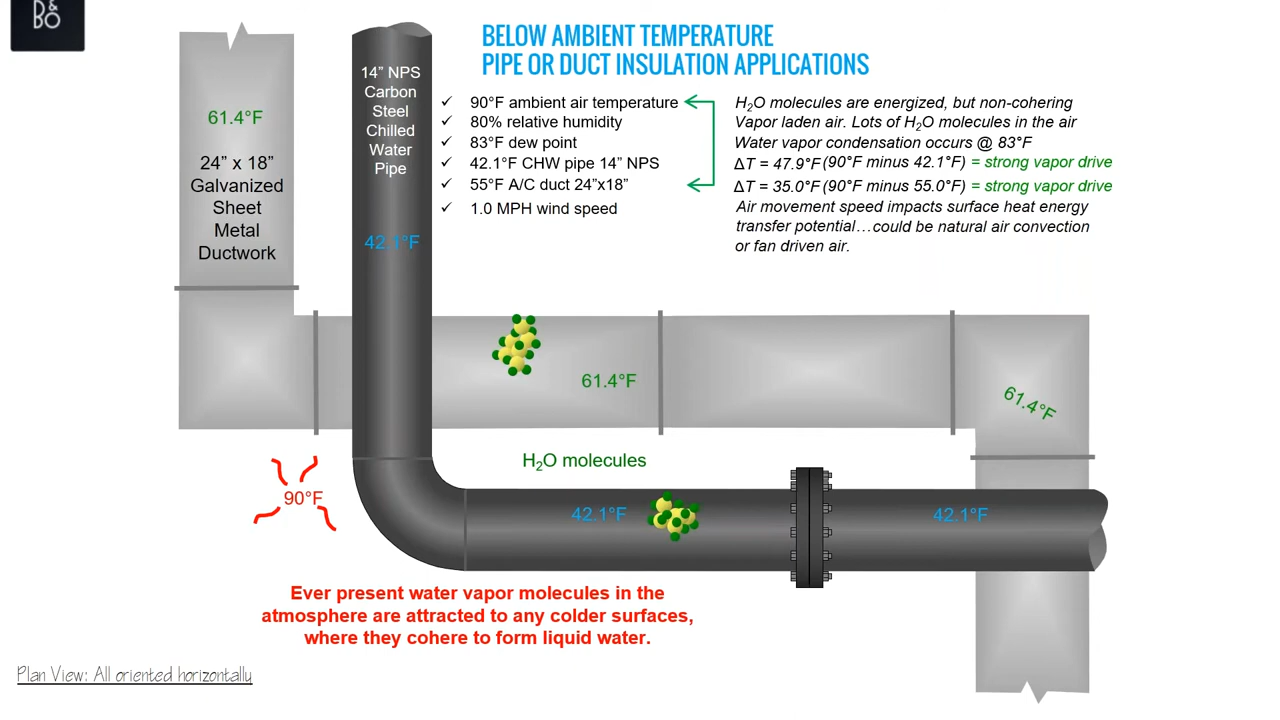 B&
BO
BELOW AMBIENT TEMPERATURE
PIPE OR DUCT INSULATION APPLICATIONS
61.4°F
24” x 18”
Galvanized
Sheet
Metal
Ductwork
14” NPS
Carbon
Steel
Chilled
Water
Pipe
42.1°F
✓ 90°F ambient air temperature
✓ 80% relative humidity
✓ 83°F dew point
✓ 42.1°F CHW pipe 14” NPS
✓ 55°F A/C duct 24”x18”
✓ 1.0 MPH wind speed
H₂O molecules are energized, but non-cohering
Vapor laden air. Lots of H₂O molecules in the air
Water vapor condensation occurs @ 83°F
ΔT = 47.9°F (90°F minus 42.1°F) = strong vapor drive
ΔT = 35.0°F (90°F minus 55.0°F) = strong vapor drive
Air movement speed impacts surface heat energy
transfer potential…could be natural air convection
or fan driven air.
61.4°F
61.4°F
H₂O molecules
90°F
42.1°F
42.1°F
Ever present water vapor molecules in the
atmosphere are attracted to any colder surfaces,
where they cohere to form liquid water.
Plan View: All oriented horizontally